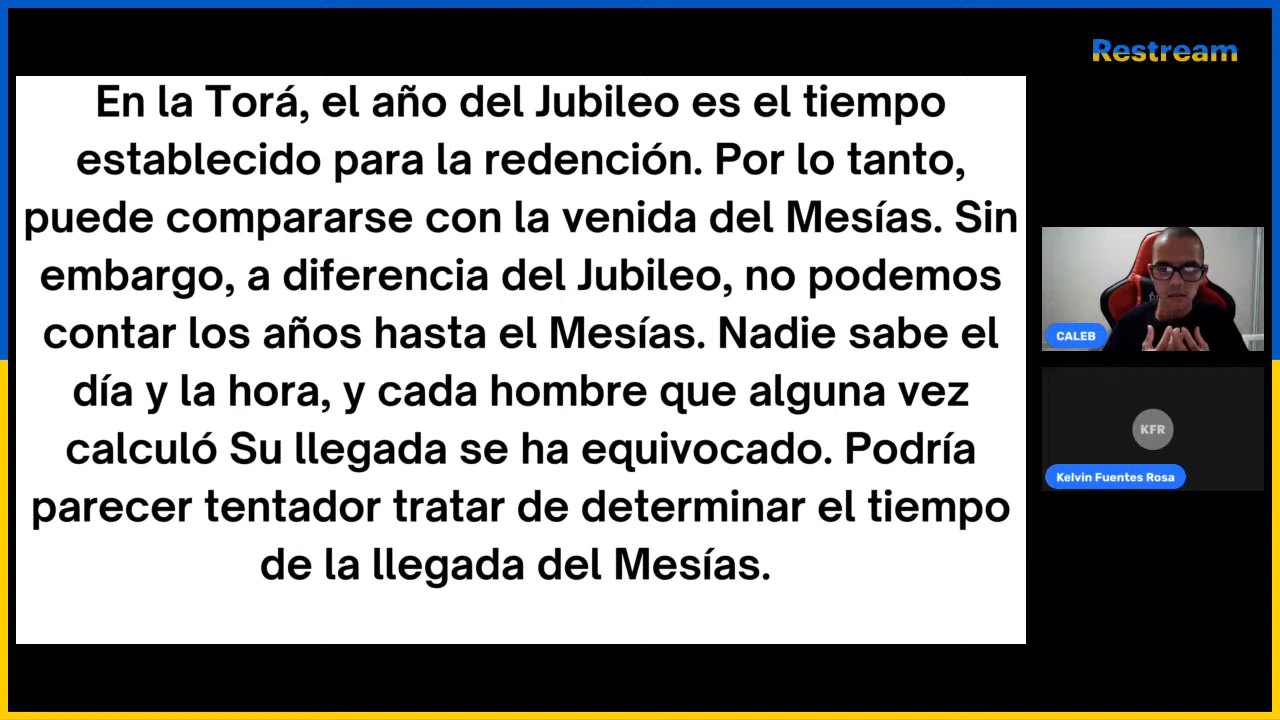 Restream
En la Torá, el año del Jubileo es el tiempo
establecido para la redención. Por lo tanto,
puede compararse con la venida del Mesías. Sin
embargo, a diferencia del Jubileo, no podemos
contar los años hasta el Mesías. Nadie sabe el
día y la hora, y cada hombre que alguna vez
calculó Su llegada se ha equivocado. Podría
parecer tentador tratar de determinar el tiempo
de la llegada del Mesías.
CALEB
KFR
Kelvin Fuentes Rosa